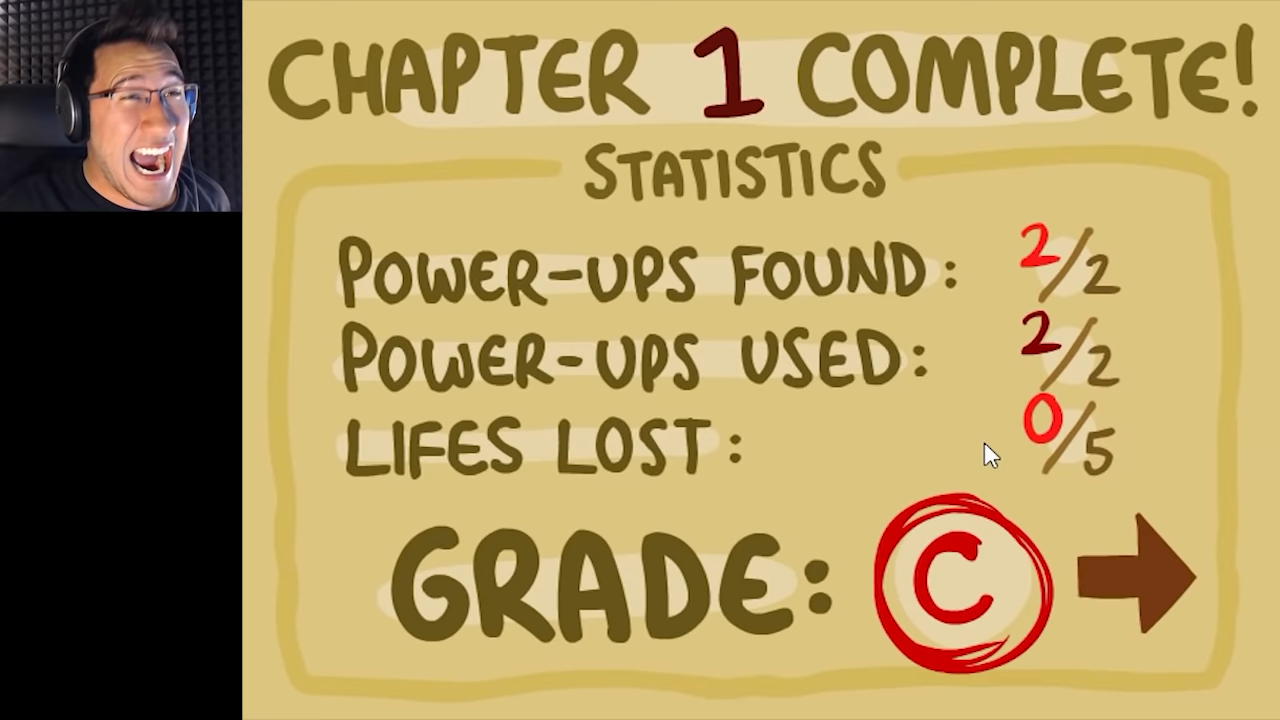 CHAPTER 1 COMPLETE!
STATISTICS
POWER-UPS FOUND: 2/2
POWER-UPS USED: 2/2
LIFES LOST: 0/5
GRADE: C